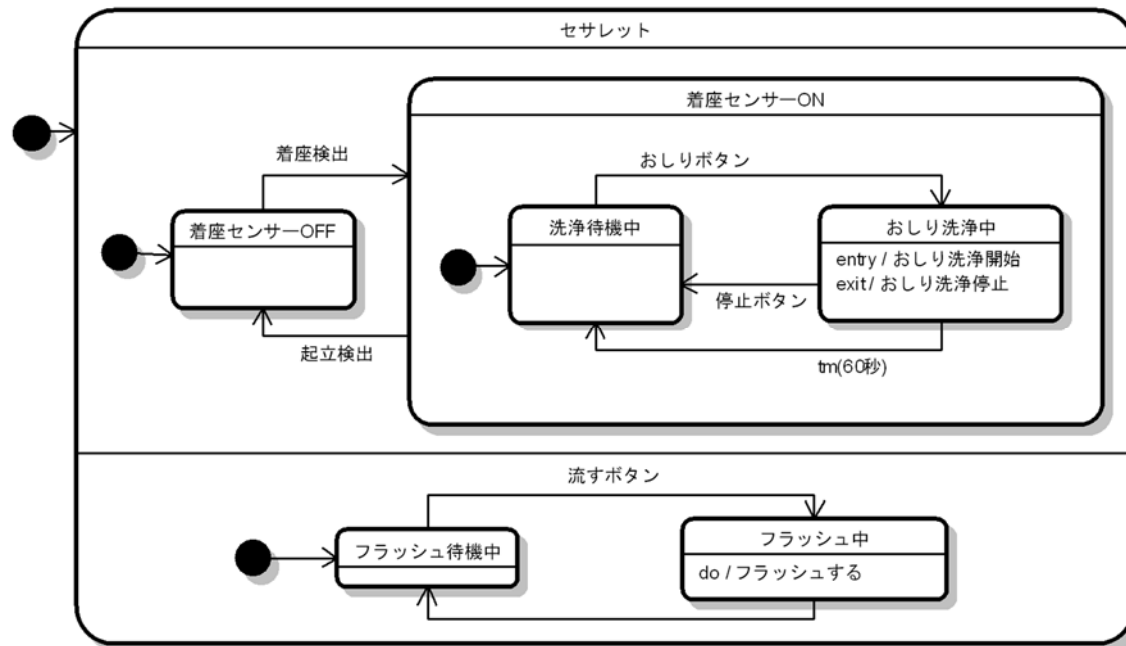 セサレット
着座センサーON
着座検出
おしりボタン
着座センサーOFF
洗浄待機中
おしり洗浄中
entry / おしり洗浄開始
exit / おしり洗浄停止
停止ボタン
起立検出
tm(60秒)
流すボタン
フラッシュ待機中
フラッシュ中
do / フラッシュする